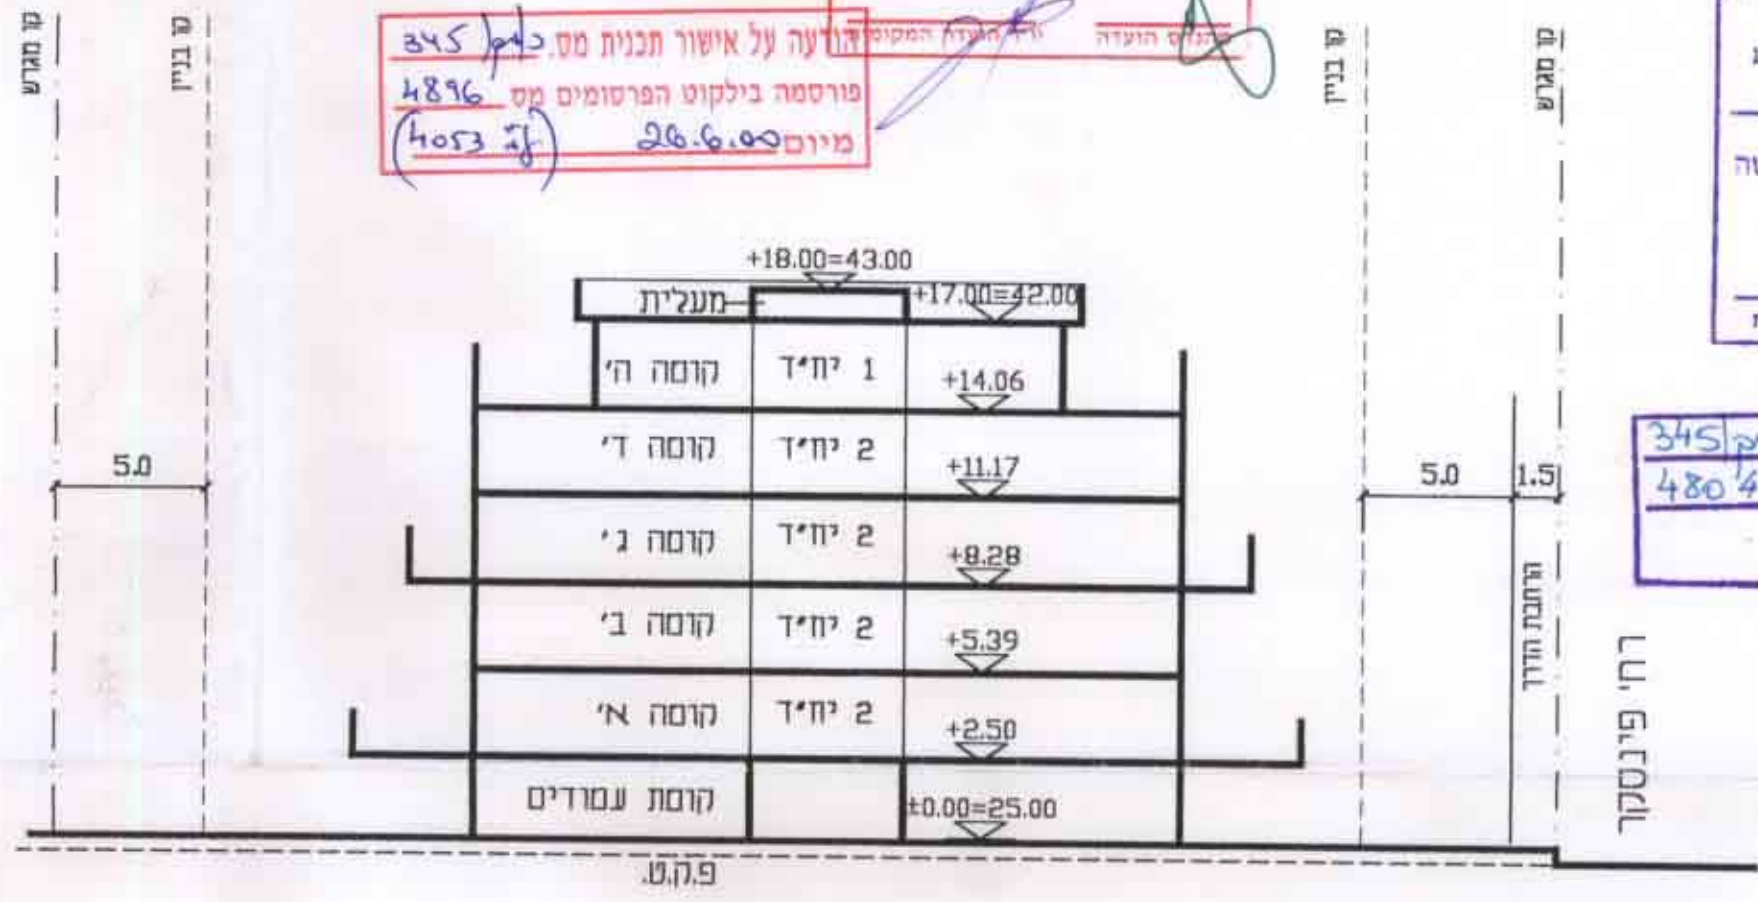 מהנדס הועדה
הודעה על אישור תכנית מס. 345
פורסמה בילקוט הפרסומים מס 4896
מיום 26.6.00 (4053)
קו מגרש
קו בניין
קו בניין
קו מגרש
+18.00=43.00
+17.00=42.00
מעלית
קומה ה' 1 יח"ד +14.06
קומה ד' 2 יח"ד +11.17
קומה ג' 2 יח"ד +8.28
קומה ב' 2 יח"ד +5.39
קומה א' 2 יח"ד +2.50
קומת עמודים ±0.00=25.00
5.0
5.0
1.5
הרחבת הדרך
רח' פינסקר
פ.ק.ט.
345
480